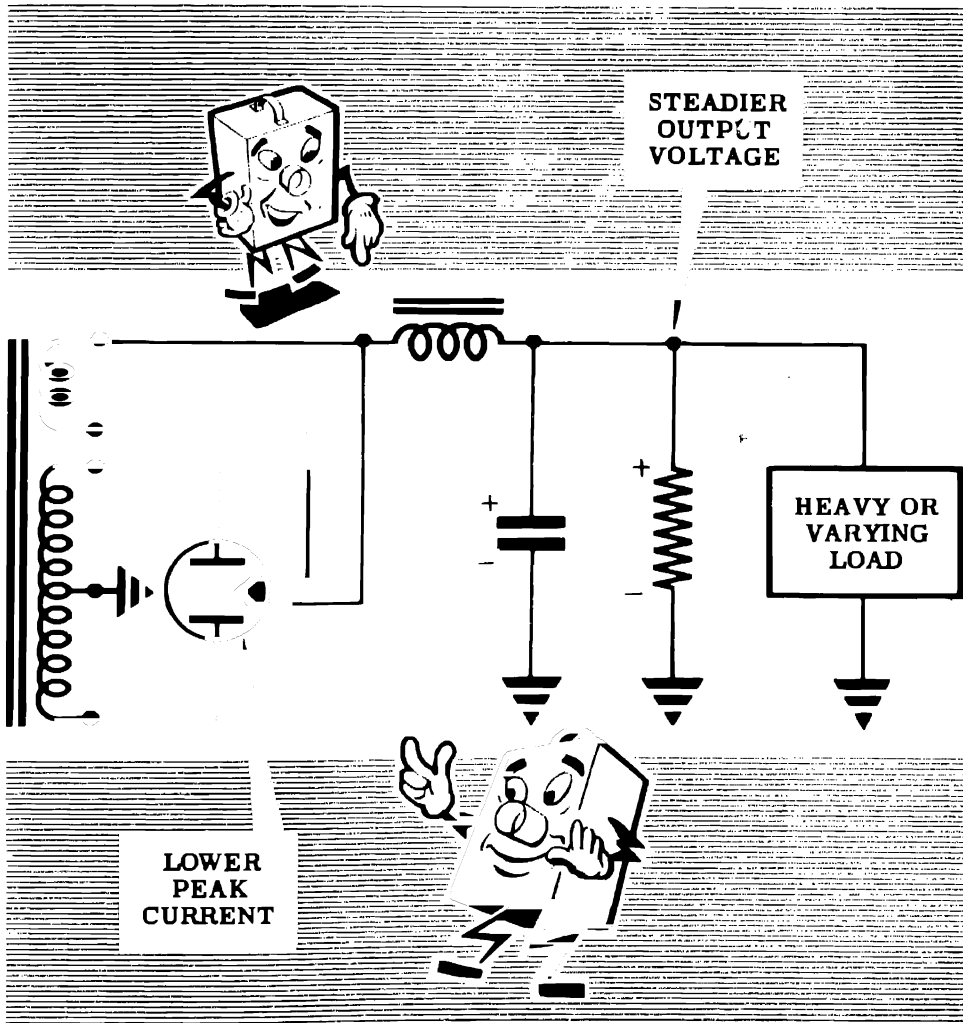 STEADIER
OUTPUT
VOLTAGE
+
-
+
-
HEAVY OR
VARYING
LOAD
LOWER
PEAK
CURRENT